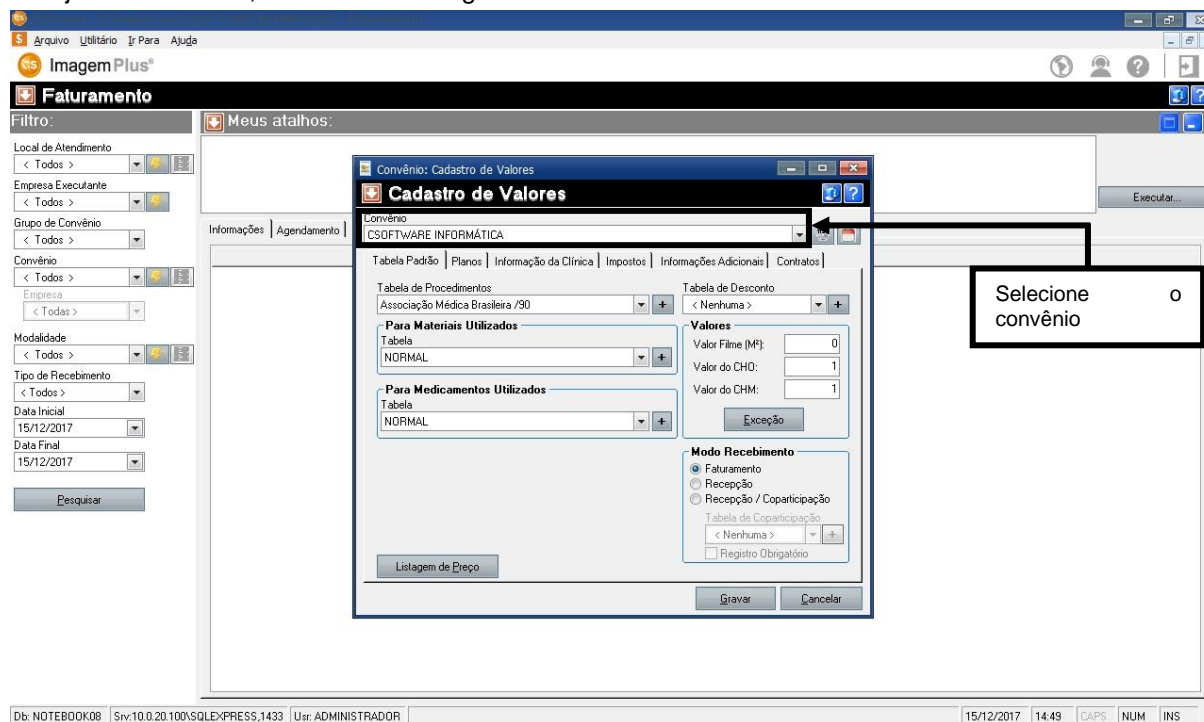 Arquivo Utilitário Ir Para Ajuda
ImagemPlus®
Faturamento
Filtro:
Meus atalhos:
Local de Atendimento
< Todos >
Empresa Executante
< Todos >
Grupo de Convênio
< Todos >
Convênio
< Todos >
Empresa
< Todas >
Modalidade
< Todos >
Tipo de Recebimento
< Todos >
Data Inicial
15/12/2017
Data Final
15/12/2017
Pesquisar
Executar...
Informações Agendamento
Convênio: Cadastro de Valores
Cadastro de Valores
Convênio
CSOFTWARE INFORMÁTICA
Tabela Padrão Planos Informação da Clínica Impostos Informações Adicionais Contratos
Tabela de Procedimentos
Associação Médica Brasileira /90
Tabela de Desconto
< Nenhuma >
Para Materiais Utilizados
Tabela
NORMAL
Para Medicamentos Utilizados
Tabela
NORMAL
Valores
Valor Filme (M²): 0
Valor do CHO: 1
Valor do CHM: 1
Exceção
Modo Recebimento
Faturamento
Recepção
Recepção / Coparticipação
Tabela de Coparticipação
< Nenhuma >
Registro Obrigatório
Listagem de Preço
Gravar Cancelar
Selecione o
convênio
Db: NOTEBOOK08 Srv:10.0.20.100\SQLEXPRESS,1433 Usr: ADMINISTRADOR 15/12/2017 14:49 CAPS NUM INS